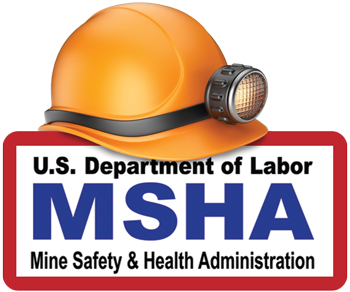 U.S. Department of Labor
MSHA
Mine Safety & Health Administration